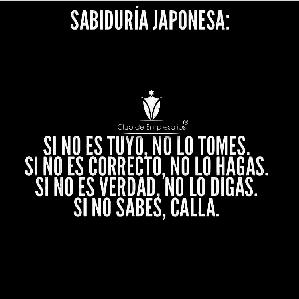 SABIDURÍA JAPONESA:
Club de Empresarios®
SI NO ES TUYO, NO LO TOMES.
SI NO ES CORRECTO, NO LO HAGAS.
SI NO ES VERDAD, NO LO DIGAS.
SI NO SABES, CALLA.